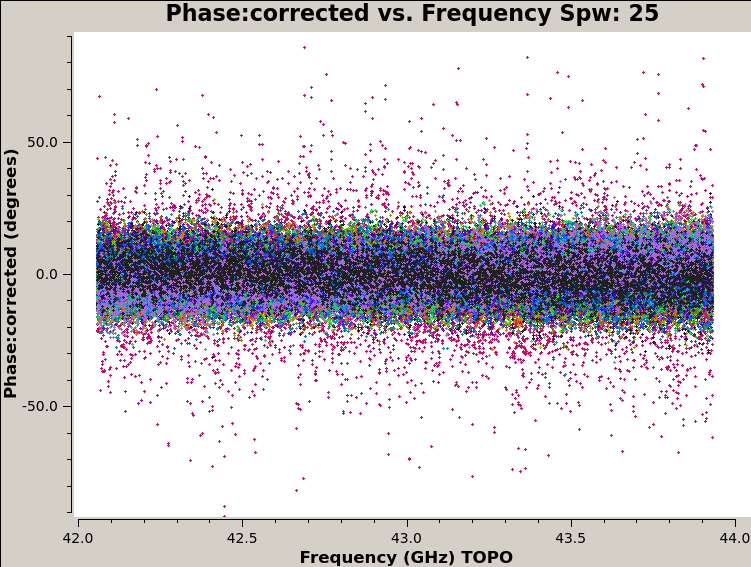 Phase:corrected vs. Frequency Spw: 25
Phase:corrected (degrees)
50.0
0.0
-50.0
42.0 42.5 43.0 43.5 44.0
Frequency (GHz) TOPO